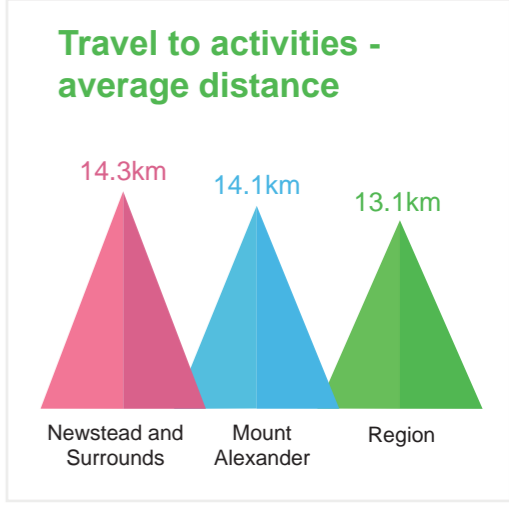 Travel to activities -
average distance
14.3km
14.1km
13.1km
Newstead and
Surrounds
Mount
Alexander
Region